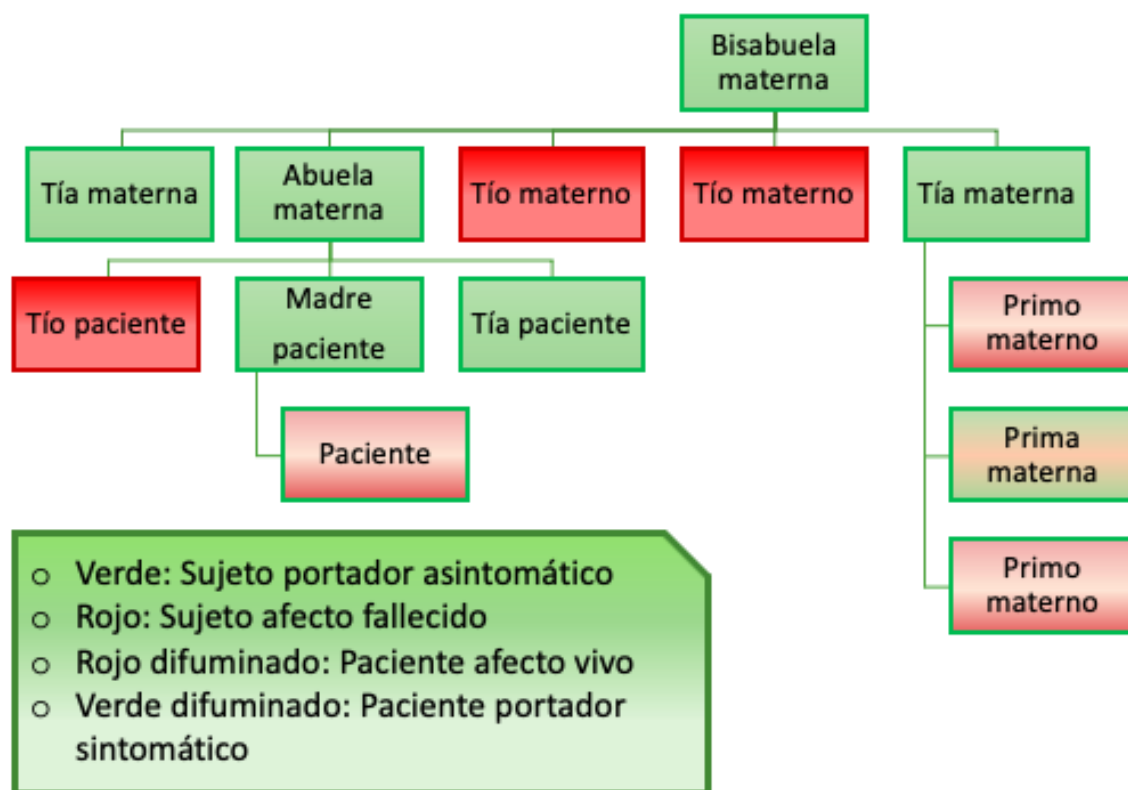 Bisabuela
materna
Tía materna
Abuela
materna
Tío materno
Tío materno
Tía materna
Tío paciente
Madre
paciente
Tía paciente
Primo
materno
Paciente
Prima
materna
Primo
materno
○ Verde: Sujeto portador asintomático
○ Rojo: Sujeto afecto fallecido
○ Rojo difuminado: Paciente afecto vivo
○ Verde difuminado: Paciente portador
sintomático